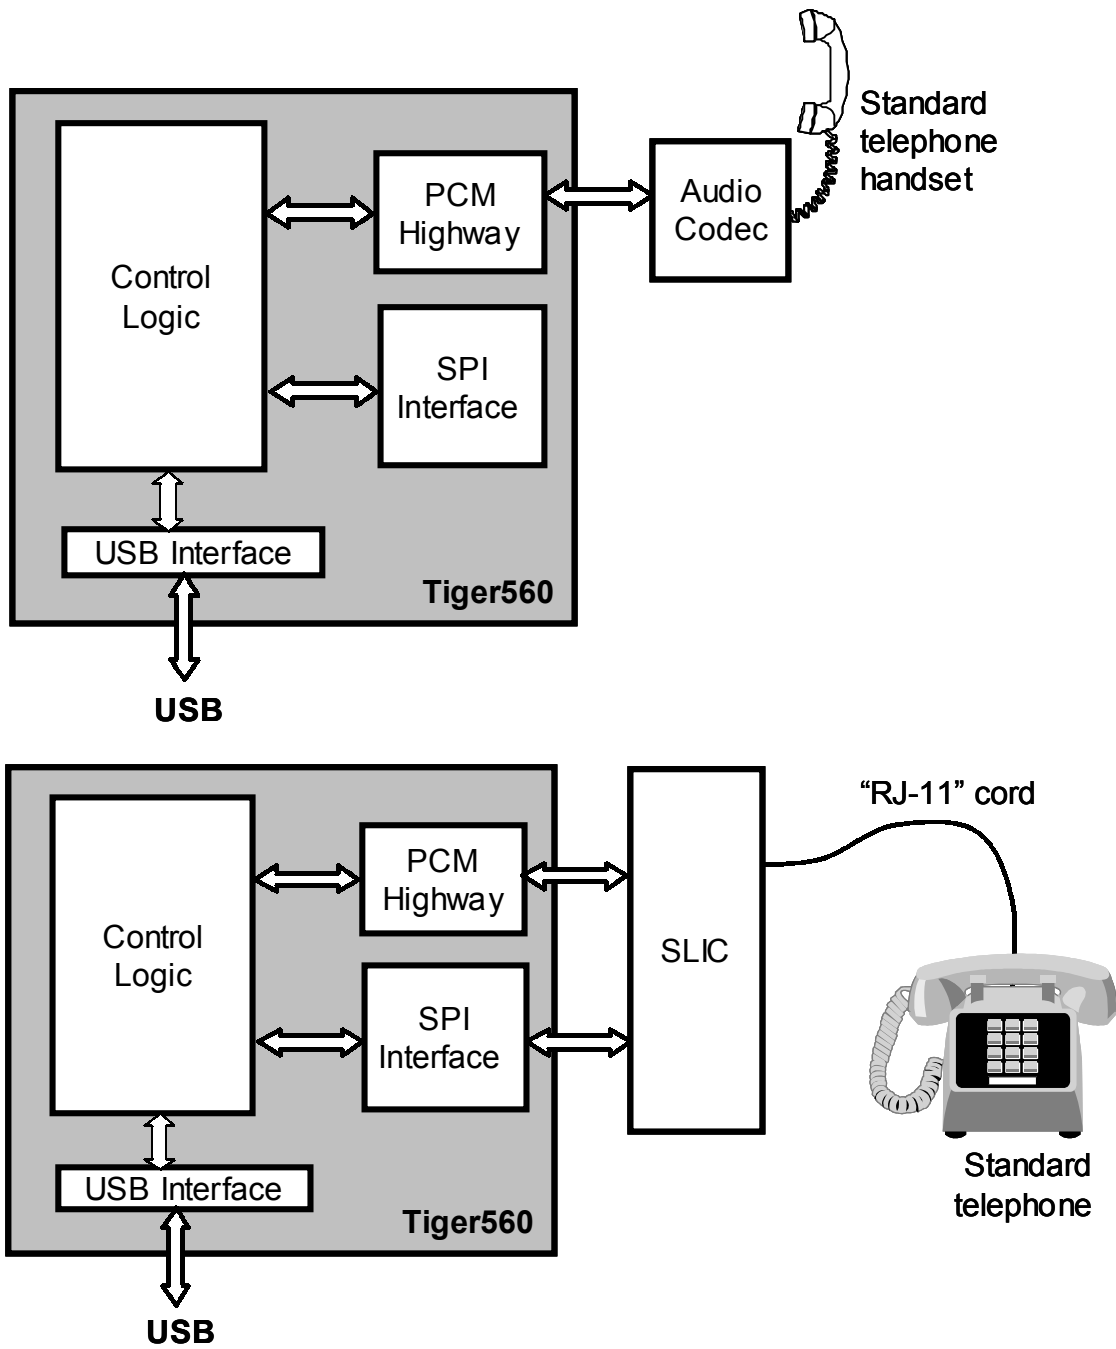 Standard
telephone
handset
PCM
Highway
Audio
Codec
Control
Logic
SPI
Interface
USB Interface
Tiger560
USB
“RJ-11” cord
PCM
Highway
Control
Logic
SLIC
SPI
Interface
USB Interface
Tiger560
Standard
telephone
USB